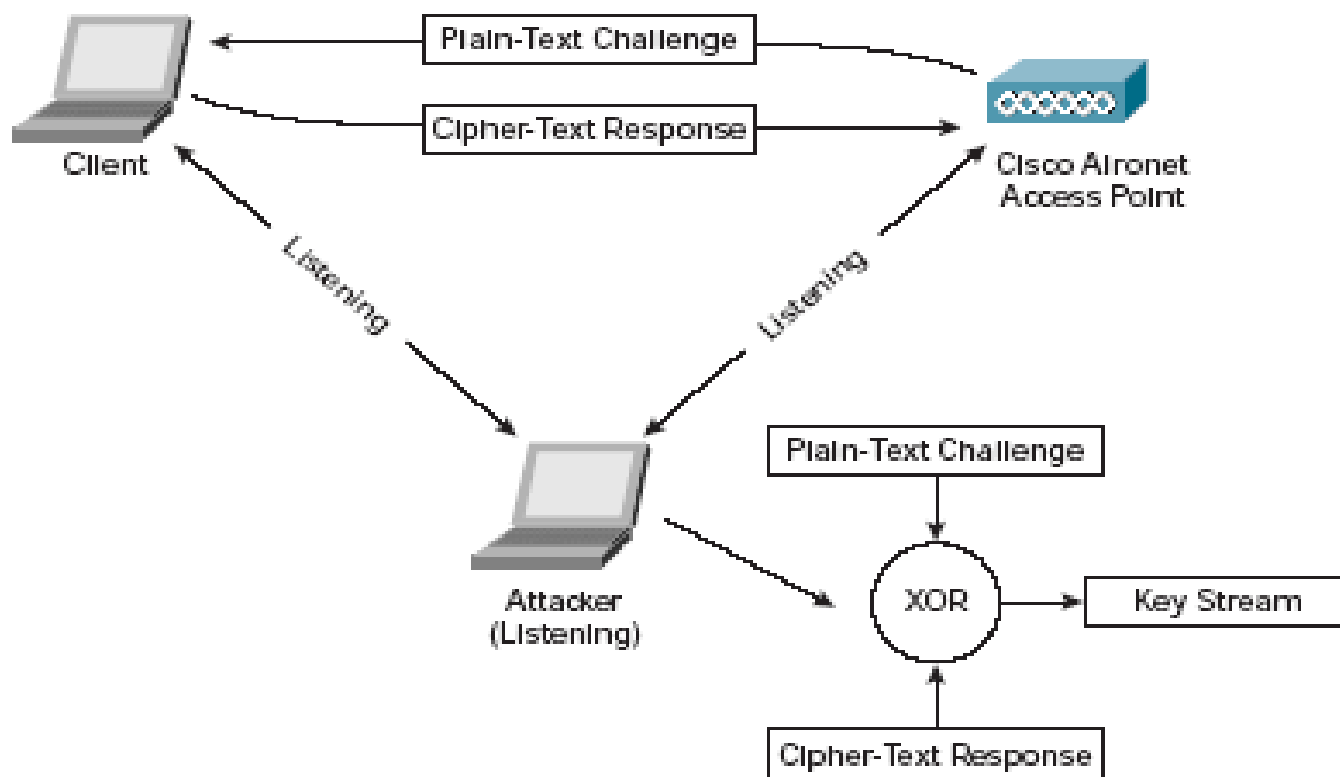 Plain-Text Challenge
Cipher-Text Response
Client
Cisco Aironet
Access Point
Listening
Listening
Plain-Text Challenge
Attacker
(Listening)
XOR
Key Stream
Cipher-Text Response